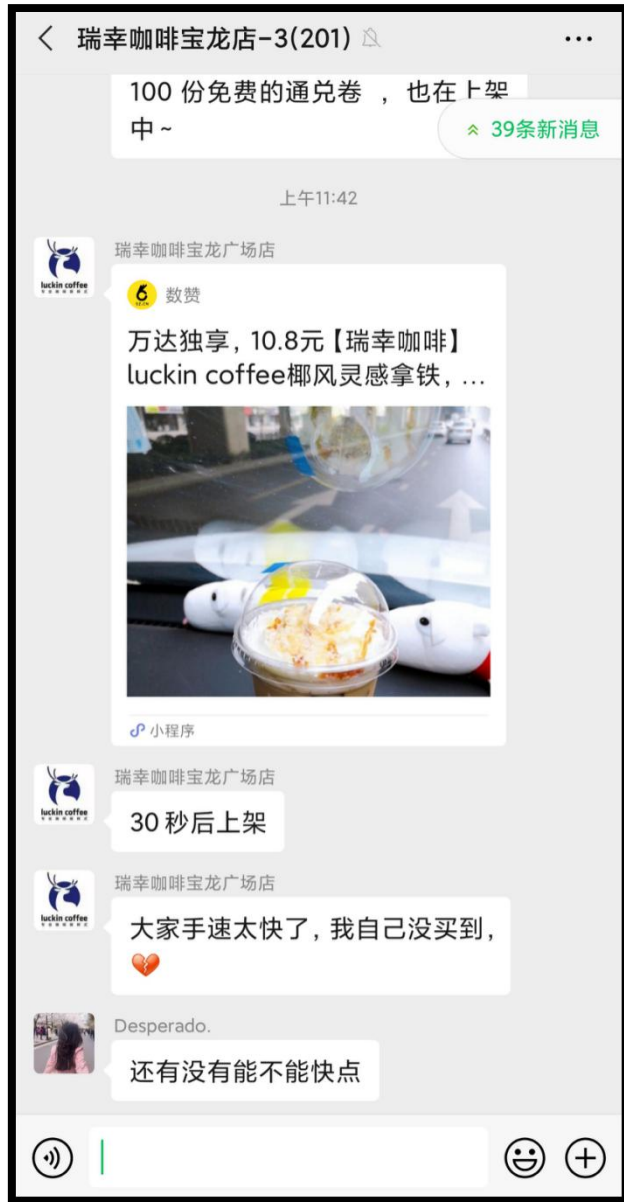 瑞幸咖啡宝龙店-3(201)
100 份免费的通兑卷 ，也在上架
中~
39条新消息
上午11:42
luckin coffee
瑞幸咖啡宝龙广场店
数赞
万达独享，10.8元【瑞幸咖啡】
luckin coffee椰风灵感拿铁，...
小程序
luckin coffee
瑞幸咖啡宝龙广场店
30 秒后上架
luckin coffee
瑞幸咖啡宝龙广场店
大家手速太快了，我自己没买到，
Desperado.
还有没有能不能快点